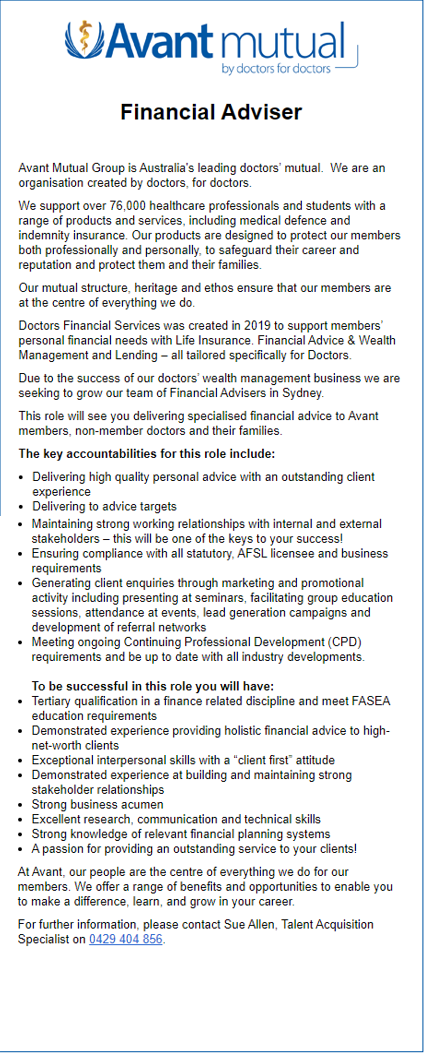 Avant mutual
by doctors for doctors
Financial Adviser
Avant Mutual Group is Australia's leading doctors' mutual.  We are an
organisation created by doctors, for doctors.
We support over 76,000 healthcare professionals and students with a
range of products and services, including medical defence and
indemnity insurance. Our products are designed to protect our members
both professionally and personally, to safeguard their career and
reputation and protect them and their families.
Our mutual structure, heritage and ethos ensure that our members are
at the centre of everything we do.
Doctors Financial Services was created in 2019 to support members'
personal financial needs with Life Insurance. Financial Advice & Wealth
Management and Lending – all tailored specifically for Doctors.
Due to the success of our doctors' wealth management business we are
seeking to grow our team of Financial Advisers in Sydney.
This role will see you delivering specialised financial advice to Avant
members, non-member doctors and their families.
The key accountabilities for this role include:
• Delivering high quality personal advice with an outstanding client
experience
• Delivering to advice targets
• Maintaining strong working relationships with internal and external
stakeholders – this will be one of the keys to your success!
• Ensuring compliance with all statutory, AFSL licensee and business
requirements
• Generating client enquiries through marketing and promotional
activity including presenting at seminars, facilitating group education
sessions, attendance at events, lead generation campaigns and
development of referral networks
• Meeting ongoing Continuing Professional Development (CPD)
requirements and be up to date with all industry developments.
To be successful in this role you will have:
• Tertiary qualification in a finance related discipline and meet FASEA
education requirements
• Demonstrated experience providing holistic financial advice to high-
net-worth clients
• Exceptional interpersonal skills with a “client first” attitude
• Demonstrated experience at building and maintaining strong
stakeholder relationships
• Strong business acumen
• Excellent research, communication and technical skills
• Strong knowledge of relevant financial planning systems
• A passion for providing an outstanding service to your clients!
At Avant, our people are the centre of everything we do for our
members. We offer a range of benefits and opportunities to enable you
to make a difference, learn, and grow in your career.
For further information, please contact Sue Allen, Talent Acquisition
Specialist on 0429 404 856.